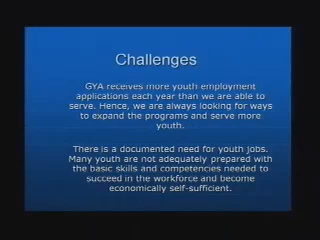 Challenges
GYA receives more youth employment
applications each year than we are able to
serve. Hence, we are always looking for ways
to expand the programs and serve more
youth.
There is a documented need for youth jobs.
Many youth are not adequately prepared with
the basic skills and competencies needed to
succeed in the workforce and become
economically self-sufficient.